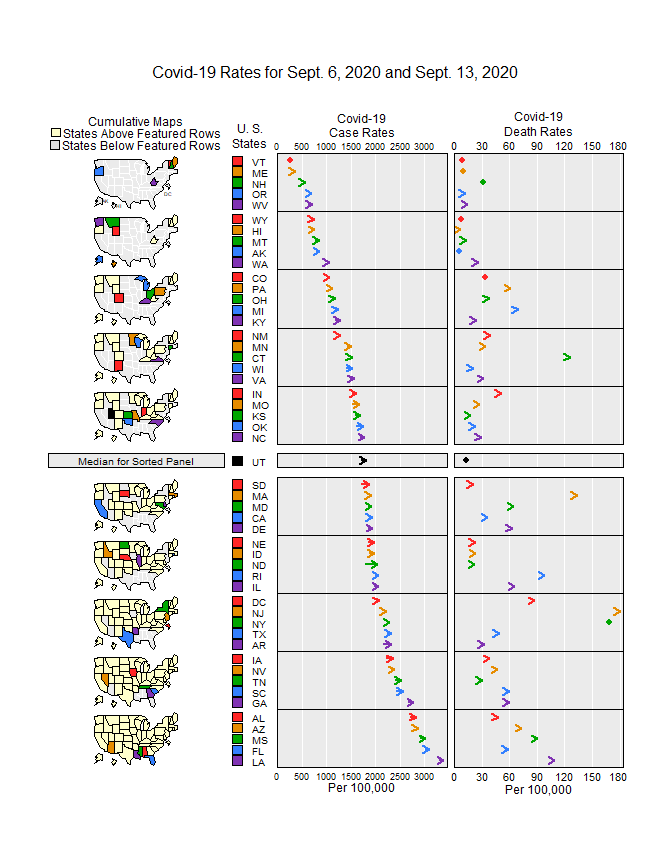 Covid-19 Rates for Sept. 6, 2020 and Sept. 13, 2020
Cumulative Maps
States Above Featured Rows
States Below Featured Rows
U. S.
States
Covid-19
Case Rates
Covid-19
Death Rates
0 500 1000 1500 2000 2500 3000
0 30 60 90 120 150 180
VT
ME
NH
OR
WV
AK HI DC
WY
HI
MT
AK
WA
CO
PA
OH
MI
KY
NM
MN
CT
WI
VA
IN
MO
KS
OK
NC
Median for Sorted Panel
UT
SD
MA
MD
CA
DE
NE
ID
ND
RI
IL
DC
NJ
NY
TX
AR
IA
NV
TN
SC
GA
AL
AZ
MS
FL
LA
0 500 1000 1500 2000 2500 3000
0 30 60 90 120 150 180
Per 100,000
Per 100,000